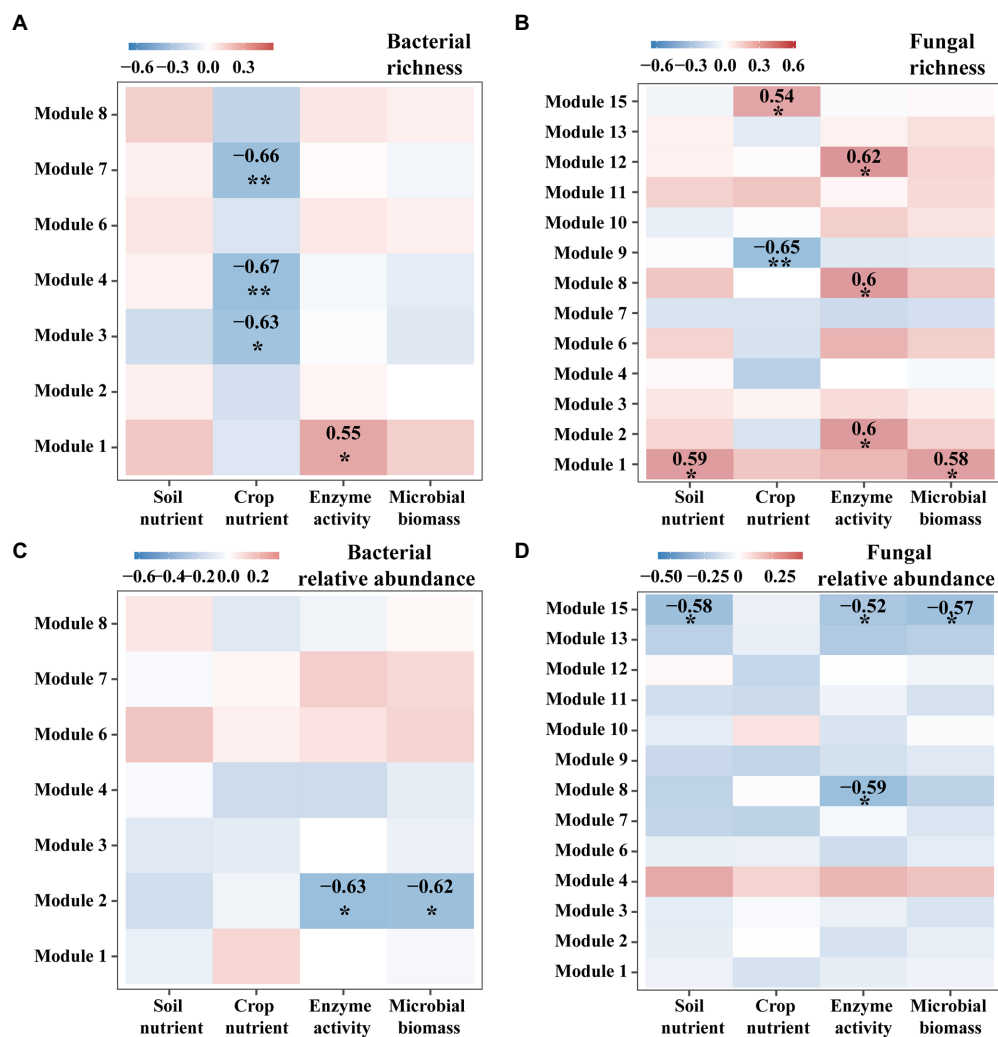 A
−0.6 −0.3 0.0 0.3
Bacterial
richness
Module 8
Module 7
−0.66
**
Module 6
Module 4
−0.67
**
Module 3
−0.63
*
Module 2
Module 1
0.55
*
Soil
nutrient
Crop
nutrient
Enzyme
activity
Microbial
biomass
B
−0.6 −0.3 0.0 0.3 0.6
Fungal
richness
Module 15
0.54
*
Module 13
Module 12
0.62
*
Module 11
Module 10
Module 9
−0.65
**
Module 8
0.6
*
Module 7
Module 6
Module 4
Module 3
Module 2
0.6
*
Module 1
0.59
*
0.58
*
Soil
nutrient
Crop
nutrient
Enzyme
activity
Microbial
biomass
C
−0.6 −0.4 −0.2 0.0 0.2
Bacterial
relative abundance
Module 8
Module 7
Module 6
Module 4
Module 3
Module 2
−0.63
*
−0.62
*
Module 1
Soil
nutrient
Crop
nutrient
Enzyme
activity
Microbial
biomass
D
−0.50 −0.25 0 0.25
Fungal
relative abundance
Module 15
−0.58
*
−0.52
*
−0.57
*
Module 13
Module 12
Module 11
Module 10
Module 9
Module 8
−0.59
*
Module 7
Module 6
Module 4
Module 3
Module 2
Module 1
Soil
nutrient
Crop
nutrient
Enzyme
activity
Microbial
biomass